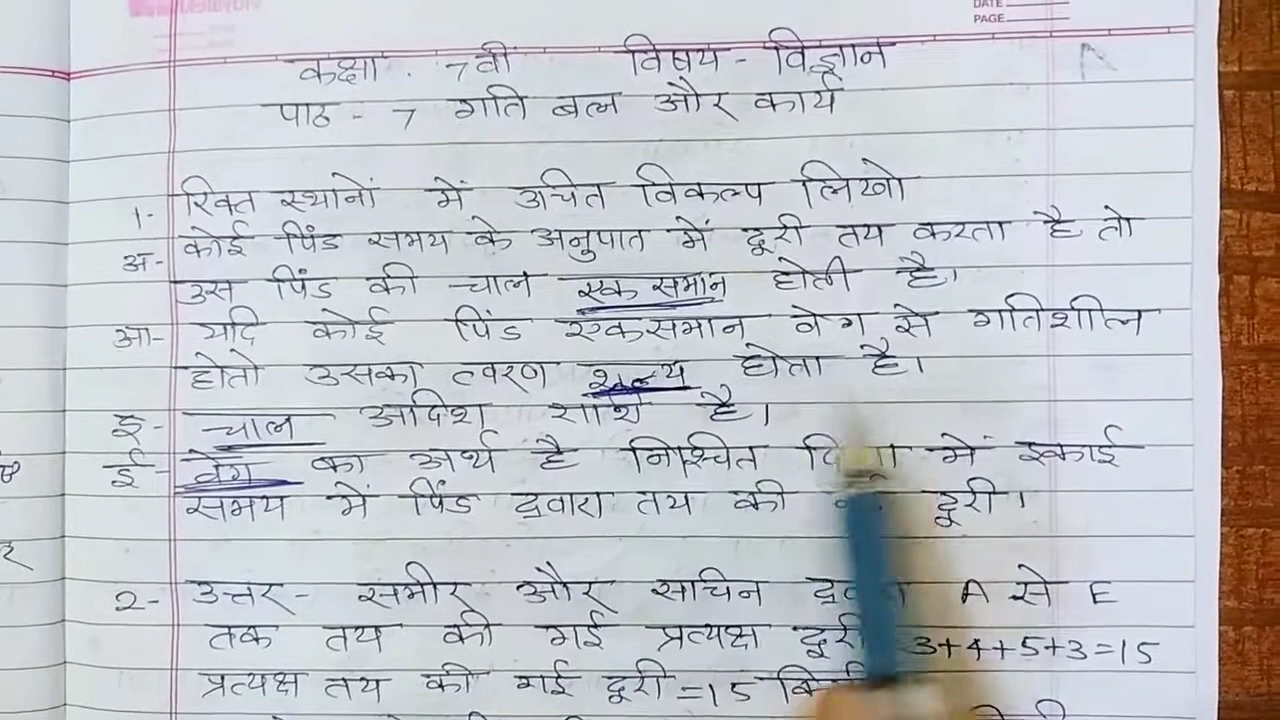 DATE
PAGE
कक्षा. 7वी विषय - विज्ञान
पाठ - 7 गति बल और कार्य
1- रिक्त स्थानों में उचित विकल्प लिखो
अ- कोई पिंड समय के अनुपात में दूरी तय करता है तो
उस पिंड की चाल एक समान होती है।
आ- यदि कोई पिंड एकसमान वेग से गतिशील
होतो उसका त्वरण शून्य होता है।
इ- चाल अदिश राशि है।
ई- वेग का अर्थ है निश्चित में इकाई
समय में पिंड द्वारा तय की दूरी।
2- उत्तर - समीर और सचिन A से E
तक तय की गई प्रत्यक्ष दूरी 3+4+5+3=15
प्रत्यक्ष तय की गई दूरी =15